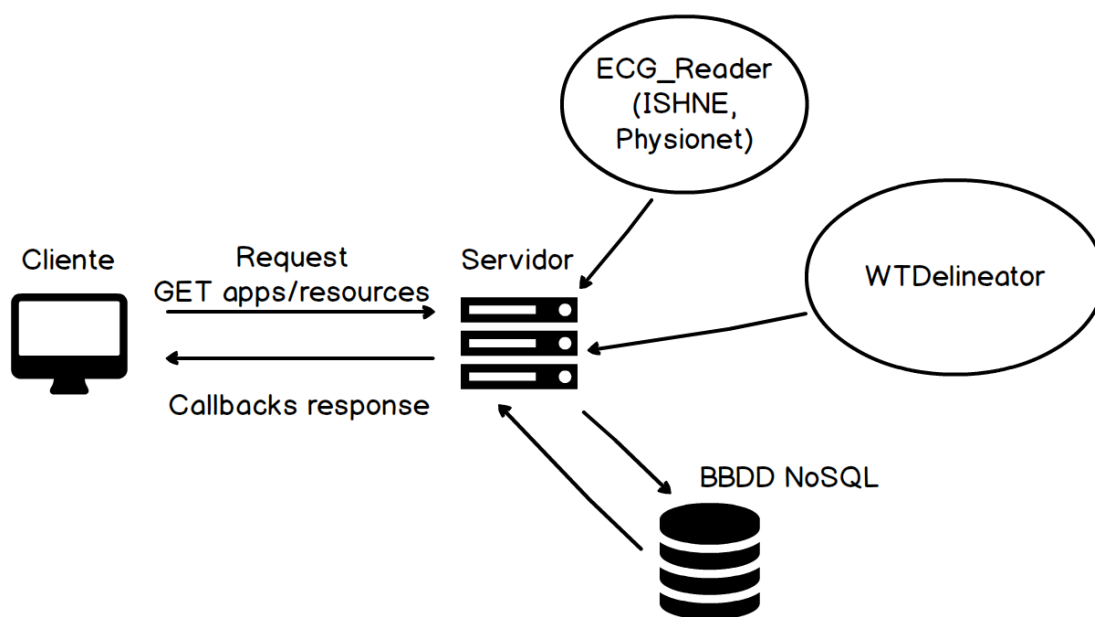 ECG_Reader
(ISHNE,
Physionet)
Cliente
Request
GET apps/resources
Servidor
WTDelineator
Callbacks response
BBDD NoSQL